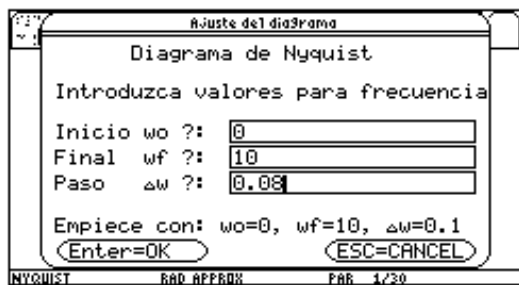 Ajuste del diagrama
Diagrama de Nyquist
Introduzca valores para frecuencia
Inicio wo ?: 0
Final wf ?: 10
Paso △w ?: 0.08
Empiece con: wo=0, wf=10, △w=0.1
Enter=OK ESC=CANCEL
NYQUIST RAD APPROX PAR 1/30